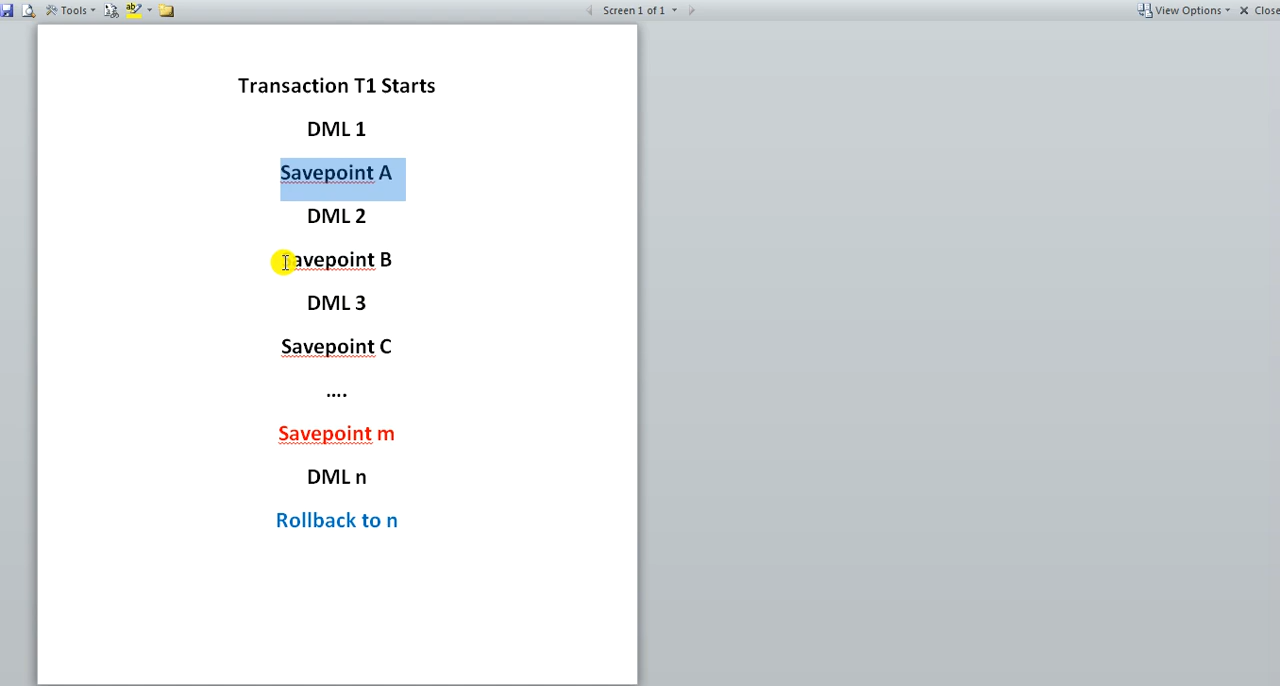 Tools
Screen 1 of 1
View Options
Close
Transaction T1 Starts
DML 1
Savepoint A
DML 2
Savepoint B
DML 3
Savepoint C
....
Savepoint m
DML n
Rollback to n